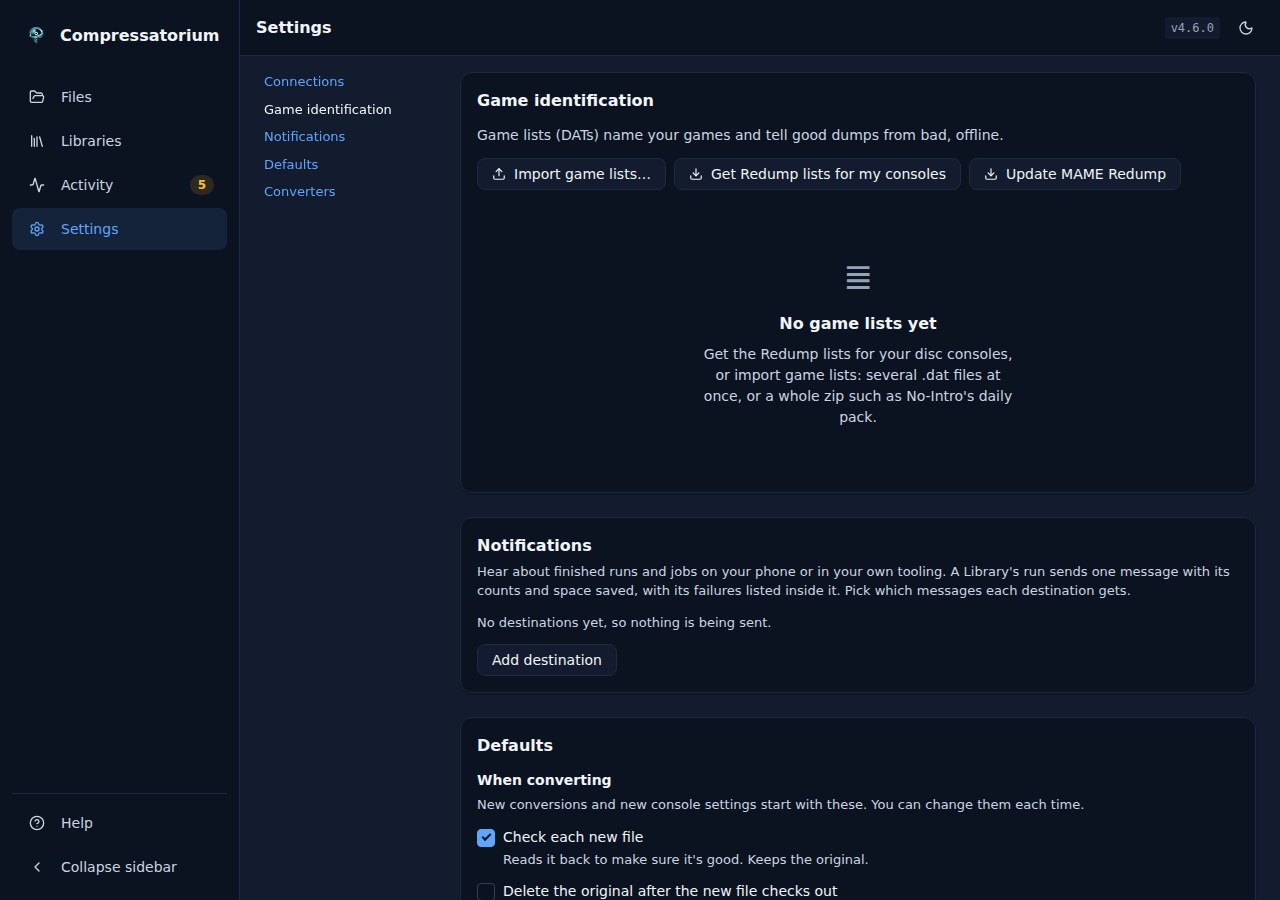 Compressatorium
Files
Libraries
Activity
5
Settings
Help
Collapse sidebar
Settings
v4.6.0
Connections
Game identification
Notifications
Defaults
Converters
Game identification
Game lists (DATs) name your games and tell good dumps from bad, offline.
Import game lists…
Get Redump lists for my consoles
Update MAME Redump
No game lists yet
Get the Redump lists for your disc consoles,
or import game lists: several .dat files at
once, or a whole zip such as No-Intro's daily
pack.
Notifications
Hear about finished runs and jobs on your phone or in your own tooling. A Library's run sends one message with its
counts and space saved, with its failures listed inside it. Pick which messages each destination gets.
No destinations yet, so nothing is being sent.
Add destination
Defaults
When converting
New conversions and new console settings start with these. You can change them each time.
Check each new file
Reads it back to make sure it's good. Keeps the original.
Delete the original after the new file checks out